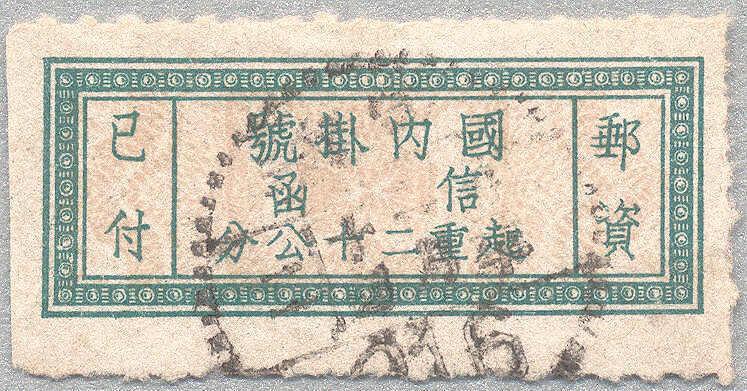 郵資
國內掛號
信函
起重二十公分
已付